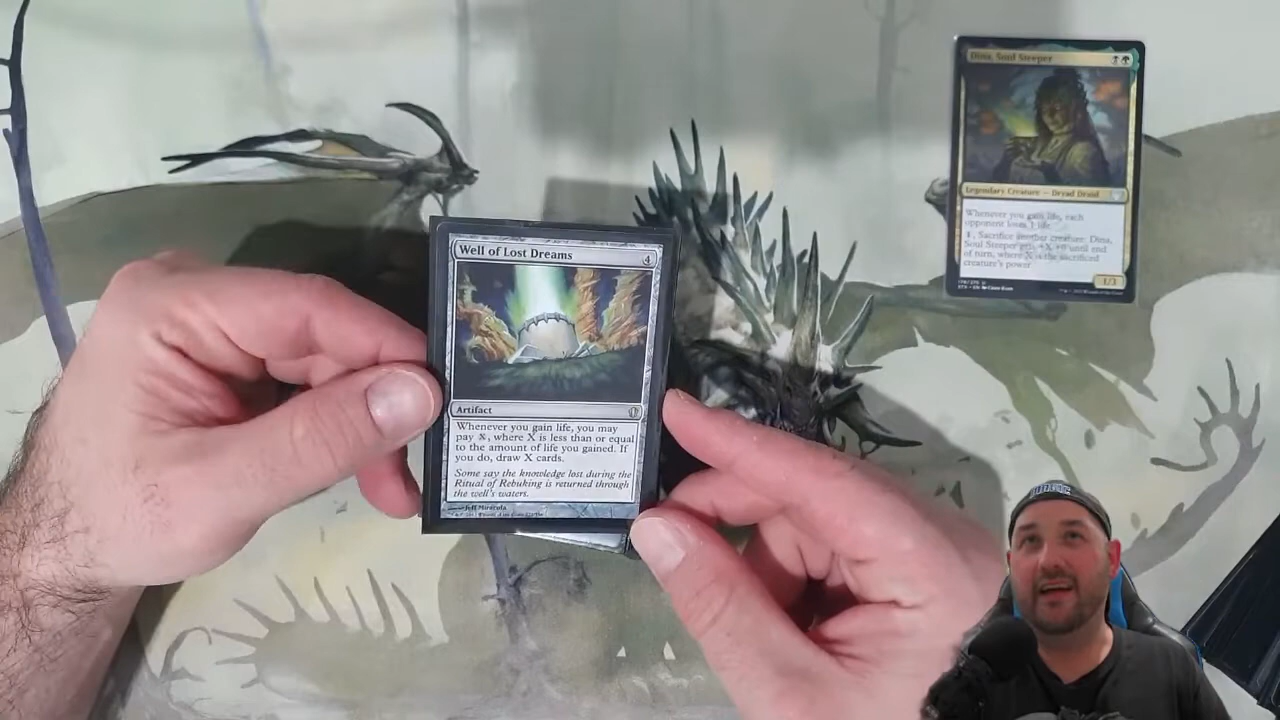 Well of Lost Dreams 4
Artifact
Whenever you gain life, you may
pay X, where X is less than or equal
to the amount of life you gained. If
you do, draw X cards.
Some say the knowledge lost during the
Ritual of Rebuking is returned through
the well's waters.
Jeff Miracola
Dina, Soul Steeper 1
Legendary Creature — Dryad Druid
Whenever you gain life, each
opponent loses 1 life.
1, Sacrifice another creature: Dina,
Soul Steeper gets +X/+0 until end
of turn, where X is the sacrificed
creature's power.
1/3